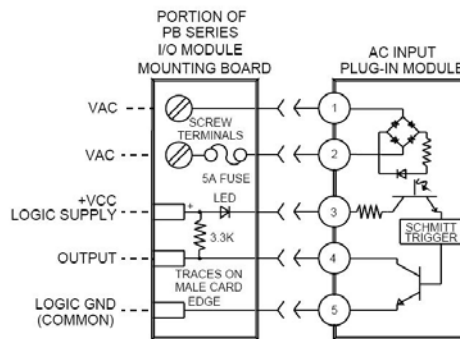 PORTION OF
PB SERIES
I/O MODULE
MOUNTING BOARD
AC INPUT
PLUG-IN MODULE
VAC
SCREW
TERMINALS
1
VAC
5A FUSE
2
+VCC
LOGIC SUPPLY
+
LED
3
3.3K
SCHMITT
TRIGGER
OUTPUT
4
TRACES ON
MALE CARD
EDGE
LOGIC GND
(COMMON)
5